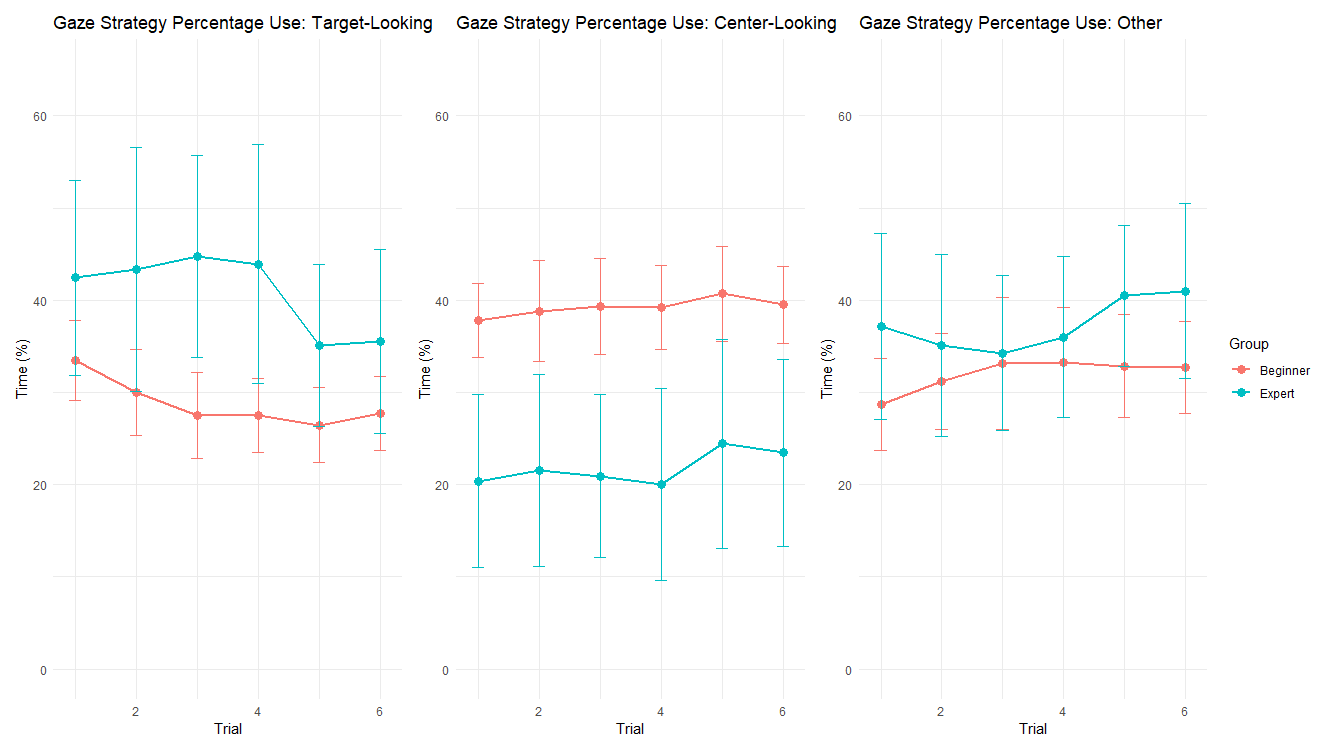 Gaze Strategy Percentage Use: Target-Looking
Time (%)
60
40
20
0
2 4 6
Trial
Gaze Strategy Percentage Use: Center-Looking
Time (%)
60
40
20
0
2 4 6
Trial
Gaze Strategy Percentage Use: Other
Time (%)
60
40
20
0
2 4 6
Trial
Group
Beginner
Expert